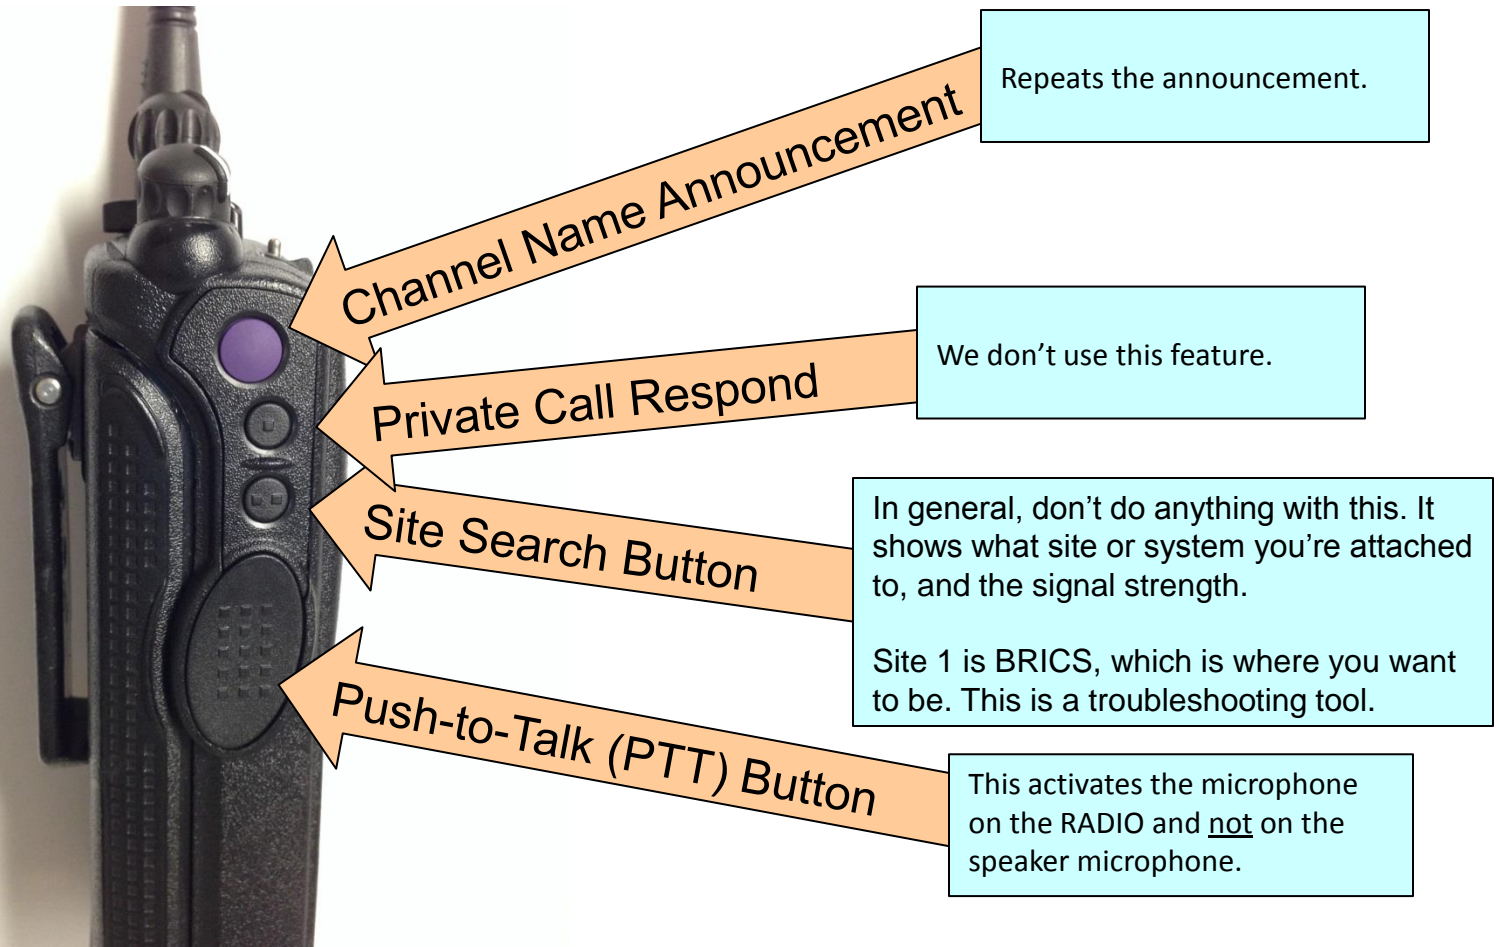 Channel Name Announcement
Repeats the announcement.
Private Call Respond
We don’t use this feature.
Site Search Button
In general, don’t do anything with this. It
shows what site or system you’re attached
to, and the signal strength.
Site 1 is BRICS, which is where you want
to be. This is a troubleshooting tool.
Push-to-Talk (PTT) Button
This activates the microphone
on the RADIO and not on the
speaker microphone.